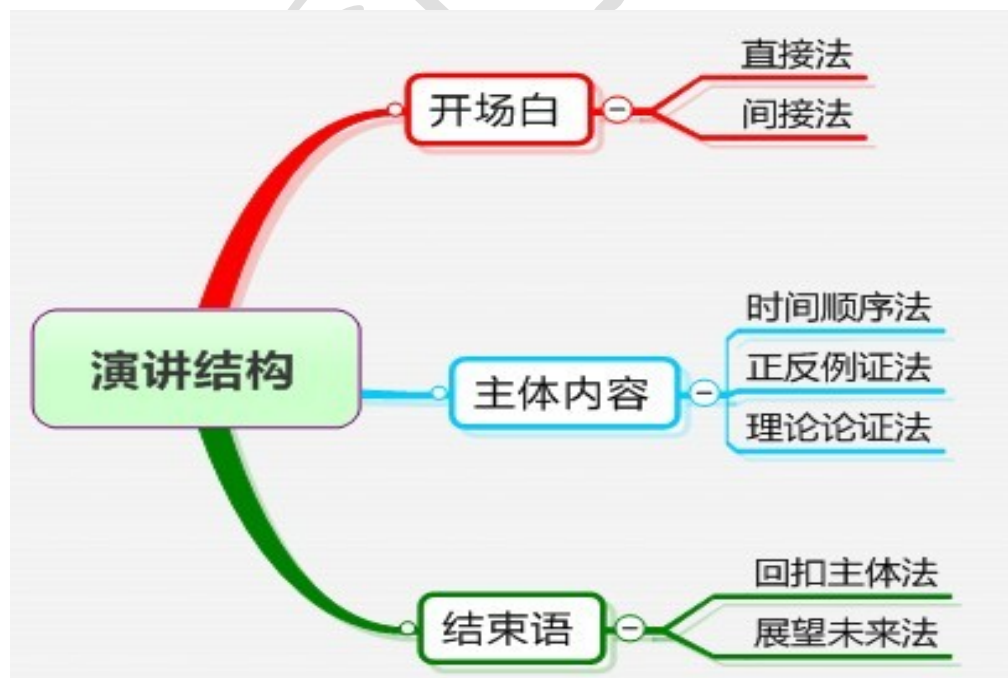 演讲结构
开场白
直接法
间接法
主体内容
时间顺序法
正反例证法
理论论证法
结束语
回扣主体法
展望未来法